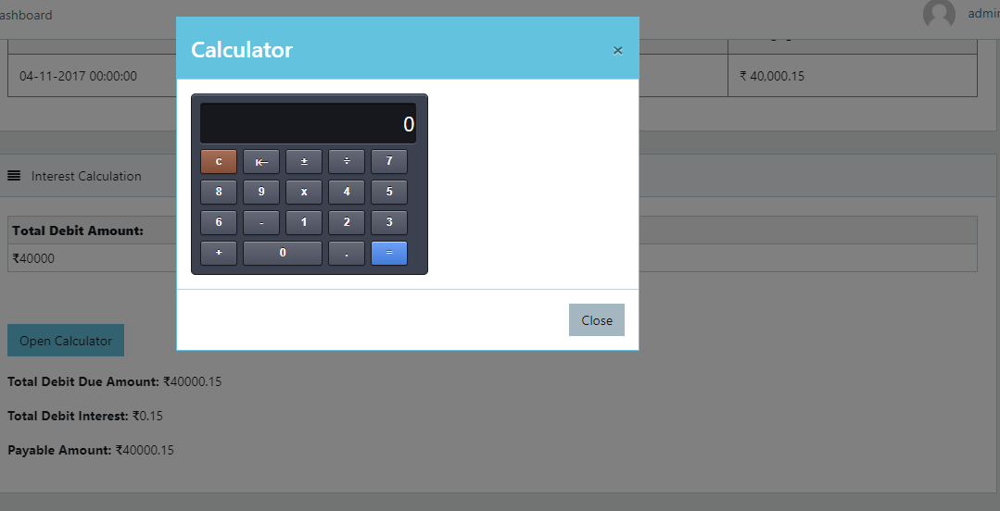 ashboard
admin
Calculator
×
04-11-2017 00:00:00
₹ 40,000.15
0
C
±
÷
7
8
9
x
4
5
6
-
1
2
3
+
0
.
=
Interest Calculation
Total Debit Amount:
₹40000
Close
Open Calculator
Total Debit Due Amount: ₹40000.15
Total Debit Interest: ₹0.15
Payable Amount: ₹40000.15